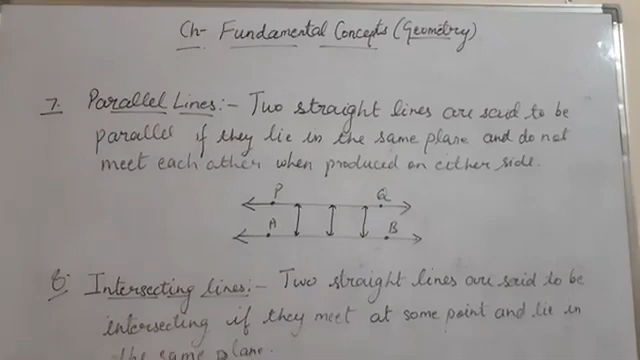 Ch- Fundamental Concepts (Geometry)
7. Parallel Lines:- Two straight lines are said to be
parallel if they lie in the same plane and do not
meet each other when produced on either side.
P Q
A B
8. Intersecting lines:- Two straight lines are said to be
intersecting if they meet at some point and lie in
the same plane.